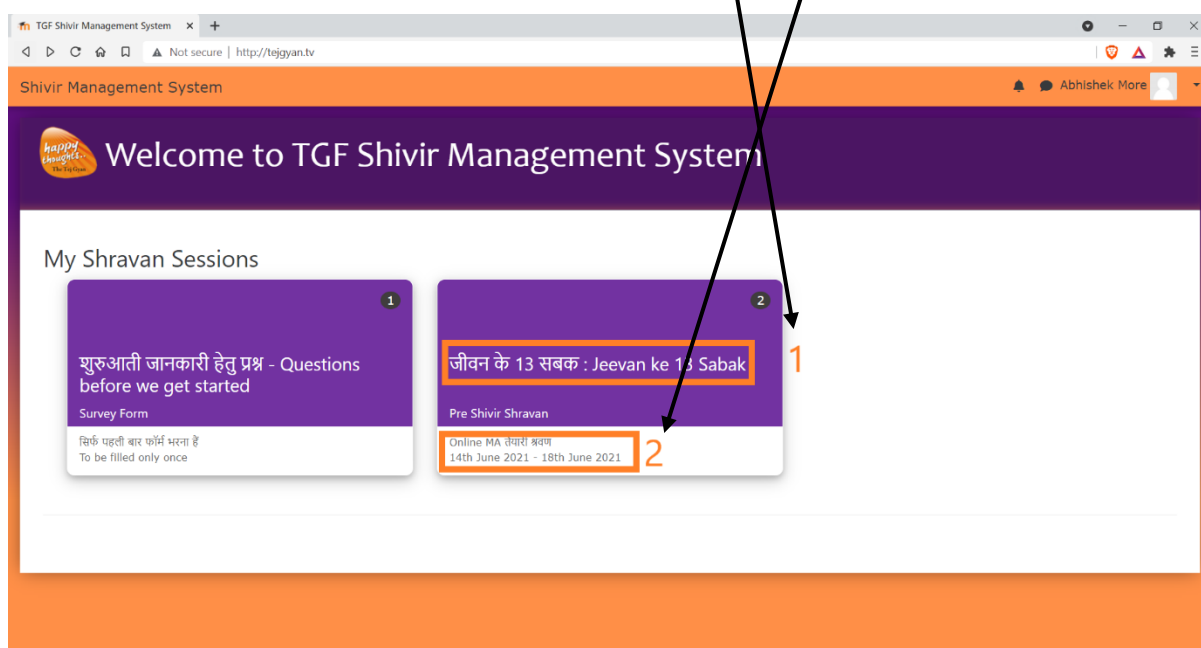 TGF Shivir Management System
Not secure | http://tejgyan.tv
Shivir Management System
Abhishek More
happy thoughts..
Welcome to TGF Shivir Management System
My Shravan Sessions
1
शुरुआती जानकारी हेतु प्रश्न - Questions
before we get started
Survey Form
सिर्फ पहली बार फॉर्म भरना हैं
To be filled only once
2
जीवन के 13 सबक : Jeevan ke 13 Sabak
1
Pre Shivir Shravan
Online MA तैयारी श्रवण
14th June 2021 - 18th June 2021
2